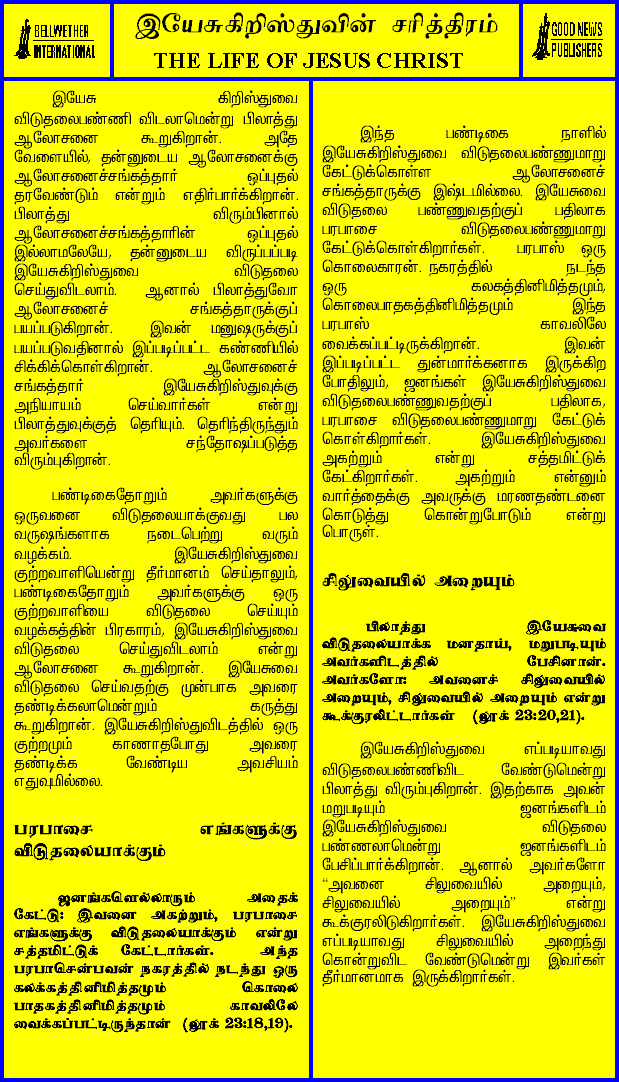 BELLWETHER
INTERNATIONAL
இயேசுகிறிஸ்துவின் சரித்திரம்
THE LIFE OF JESUS CHRIST
GOOD NEWS
PUBLISHERS
இயேசு கிறிஸ்துவை
விடுதலைபண்ணி விடலாமென்று பிலாத்து
ஆலோசனை கூறுகிறான். அதே
வேளையில், தன்னுடைய ஆலோசனைக்கு
ஆலோசனைச்சங்கத்தார் ஒப்புதல்
தரவேண்டும் என்றும் எதிர்பார்க்கிறான்.
பிலாத்து விரும்பினால்
ஆலோசனைச்சங்கத்தாரின் ஒப்புதல்
இல்லாமலேயே, தன்னுடைய விருப்பப்படி
இயேசுகிறிஸ்துவை விடுதலை
செய்துவிடலாம். ஆனால் பிலாத்துவோ
ஆலோசனைச் சங்கத்தாருக்குப்
பயப்படுகிறான். இவன் மனுஷருக்குப்
பயப்படுவதினால் இப்படிப்பட்ட கண்ணியில்
சிக்கிக்கொள்கிறான். ஆலோசனைச்
சங்கத்தார் இயேசுகிறிஸ்துவுக்கு
அநியாயம் செய்வார்கள் என்று
பிலாத்துவுக்குத் தெரியும். தெரிந்திருந்தும்
அவர்களை சந்தோஷப்படுத்த
விரும்புகிறான்.
பண்டிகைதோறும் அவர்களுக்கு
ஒருவனை விடுதலையாக்குவது பல
வருஷங்களாக நடைபெற்று வரும்
வழக்கம். இயேசுகிறிஸ்துவை
குற்றவாளியென்று தீர்மானம் செய்தாலும்,
பண்டிகைதோறும் அவர்களுக்கு ஒரு
குற்றவாளியை விடுதலை செய்யும்
வழக்கத்தின் பிரகாரம், இயேசுகிறிஸ்துவை
விடுதலை செய்துவிடலாம் என்று
ஆலோசனை கூறுகிறான். இயேசுவை
விடுதலை செய்வதற்கு முன்பாக அவரை
தண்டிக்கலாமென்றும் கருத்து
கூறுகிறான். இயேசுகிறிஸ்துவிடத்தில் ஒரு
குற்றமும் காணாதபோது அவரை
தண்டிக்க வேண்டிய அவசியம்
எதுவுமில்லை.
பரபாசை எங்களுக்கு
விடுதலையாக்கும்
ஜனங்களெல்லாரும் அதைக்
கேட்டு: இவனை அகற்றும், பரபாசை
எங்களுக்கு விடுதலையாக்கும் என்று
சத்தமிட்டுக் கேட்டார்கள். அந்த
பரபாசென்பவன் நகரத்தில் நடந்து ஒரு
கலக்கத்தினிமித்தமும் கொலை
பாதகத்தினிமித்தமும் காவலிலே
வைக்கப்பட்டிருந்தான் (லூக் 23:18,19).
இந்த பண்டிகை நாளில்
இயேசுகிறிஸ்துவை விடுதலைபண்ணுமாறு
கேட்டுக்கொள்ள ஆலோசனைச்
சங்கத்தாருக்கு இஷ்டமில்லை. இயேசுவை
விடுதலை பண்ணுவதற்குப் பதிலாக
பரபாசை விடுதலைபண்ணுமாறு
கேட்டுக்கொள்கிறார்கள். பரபாஸ் ஒரு
கொலைகாரன். நகரத்தில் நடந்த
ஒரு கலகத்தினிமித்தமும்,
கொலைபாதகத்தினிமித்தமும் இந்த
பரபாஸ் காவலிலே
வைக்கப்பட்டிருக்கிறான். இவன்
இப்படிப்பட்ட துன்மார்க்கனாக இருக்கிற
போதிலும், ஜனங்கள் இயேசுகிறிஸ்துவை
விடுதலைபண்ணுவதற்குப் பதிலாக,
பரபாசை விடுதலைபண்ணுமாறு கேட்டுக்
கொள்கிறார்கள். இயேசுகிறிஸ்துவை
அகற்றும் என்று சத்தமிட்டுக்
கேட்கிறார்கள். அகற்றும் என்னும்
வார்த்தைக்கு அவருக்கு மரணதண்டனை
கொடுத்து கொன்றுபோடும் என்று
பொருள்.
சிலுவையில் அறையும்
பிலாத்து இயேசுவை
விடுதலையாக்க மனதாய், மறுபடியும்
அவர்களிடத்தில் பேசினான்.
அவர்களோ: அவனைச் சிலுவையில்
அறையும், சிலுவையில் அறையும் என்று
கூக்குரலிட்டார்கள் (லூக் 23:20,21).
இயேசுகிறிஸ்துவை எப்படியாவது
விடுதலைபண்ணிவிட வேண்டுமென்று
பிலாத்து விரும்புகிறான். இதற்காக அவன்
மறுபடியும் ஜனங்களிடம்
இயேசுகிறிஸ்துவை விடுதலை
பண்ணலாமென்று ஜனங்களிடம்
பேசிப்பார்க்கிறான். ஆனால் அவர்களோ
“அவனை சிலுவையில் அறையும்,
சிலுவையில் அறையும்” என்று
கூக்குரலிடுகிறார்கள். இயேசுகிறிஸ்துவை
எப்படியாவது சிலுவையில் அறைந்து
கொன்றுவிட வேண்டுமென்று இவர்கள்
தீர்மானமாக இருக்கிறார்கள்.